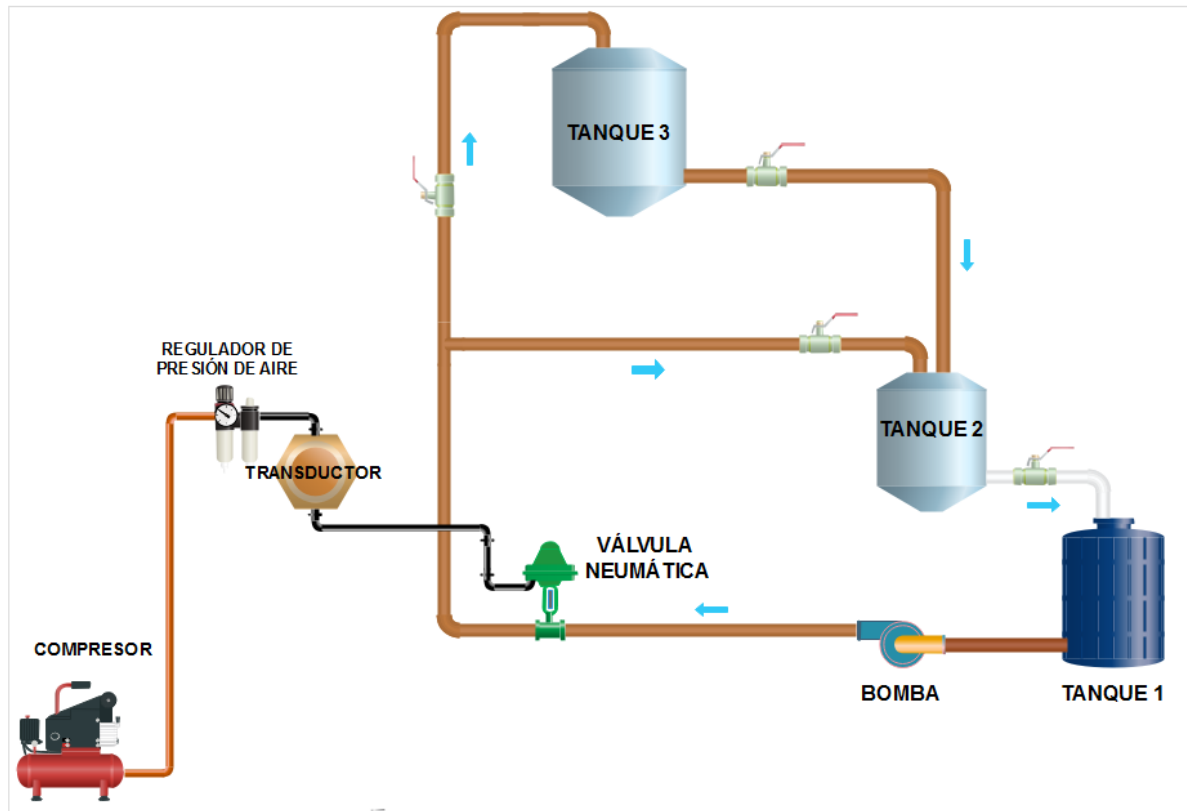 TANQUE 3
REGULADOR DE
PRESIÓN DE AIRE
TANQUE 2
TRANSDUCTOR
VÁLVULA
NEUMÁTICA
COMPRESOR
BOMBA
TANQUE 1